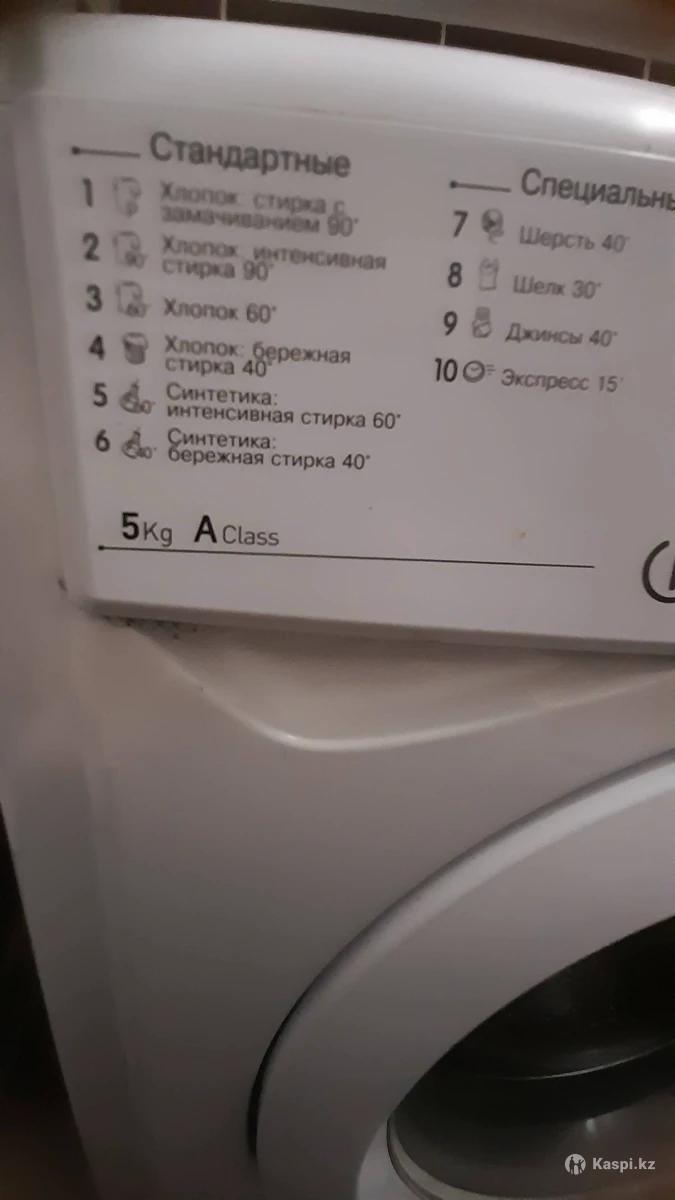 Стандартные
1 Хлопок: стирка с
замачиванием 90°
2 Хлопок: интенсивная
стирка 90°
3 Хлопок 60°
4 Хлопок: бережная
стирка 40°
5 Синтетика:
интенсивная стирка 60°
6 Синтетика:
бережная стирка 40°
5Kg A Class
Специальны
7 Шерсть 40°
8 Шелк 30°
9 Джинсы 40°
10 Экспресс 15'
Kaspi.kz